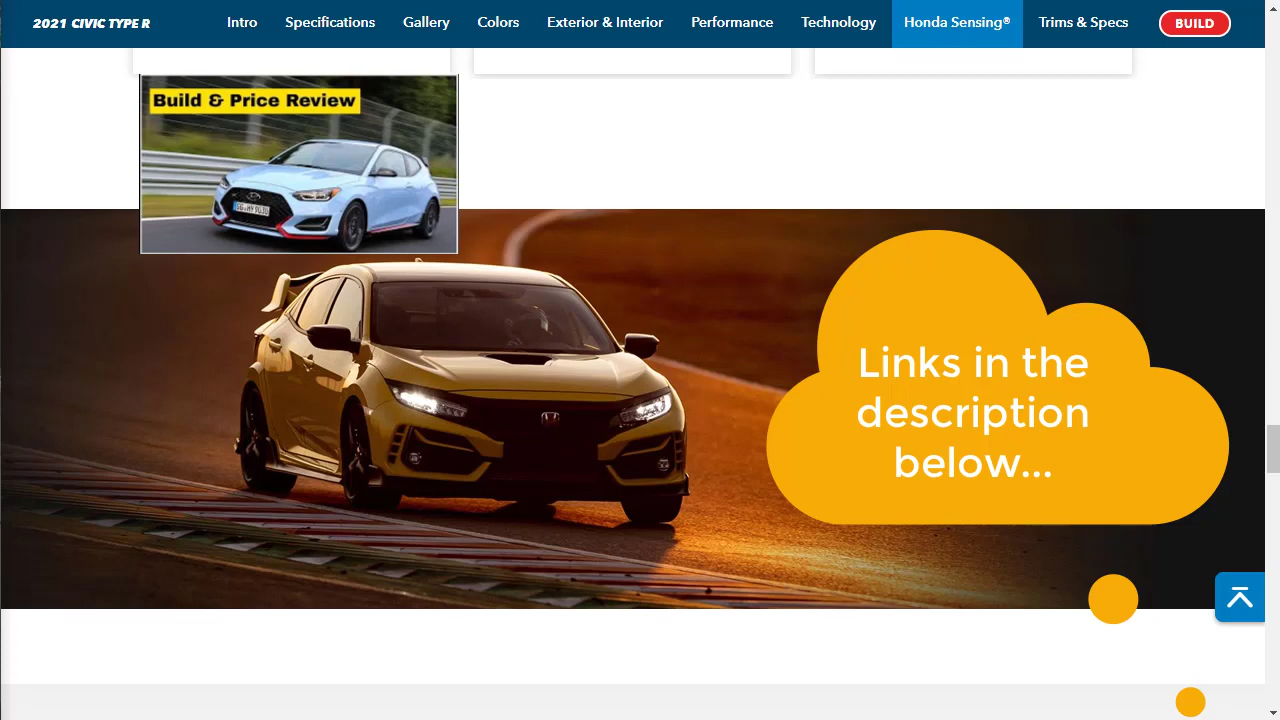 2021 CIVIC TYPE R
Intro
Specifications
Gallery
Colors
Exterior & Interior
Performance
Technology
Honda Sensing®
Trims & Specs
BUILD
Build & Price Review
Links in the
description
below...